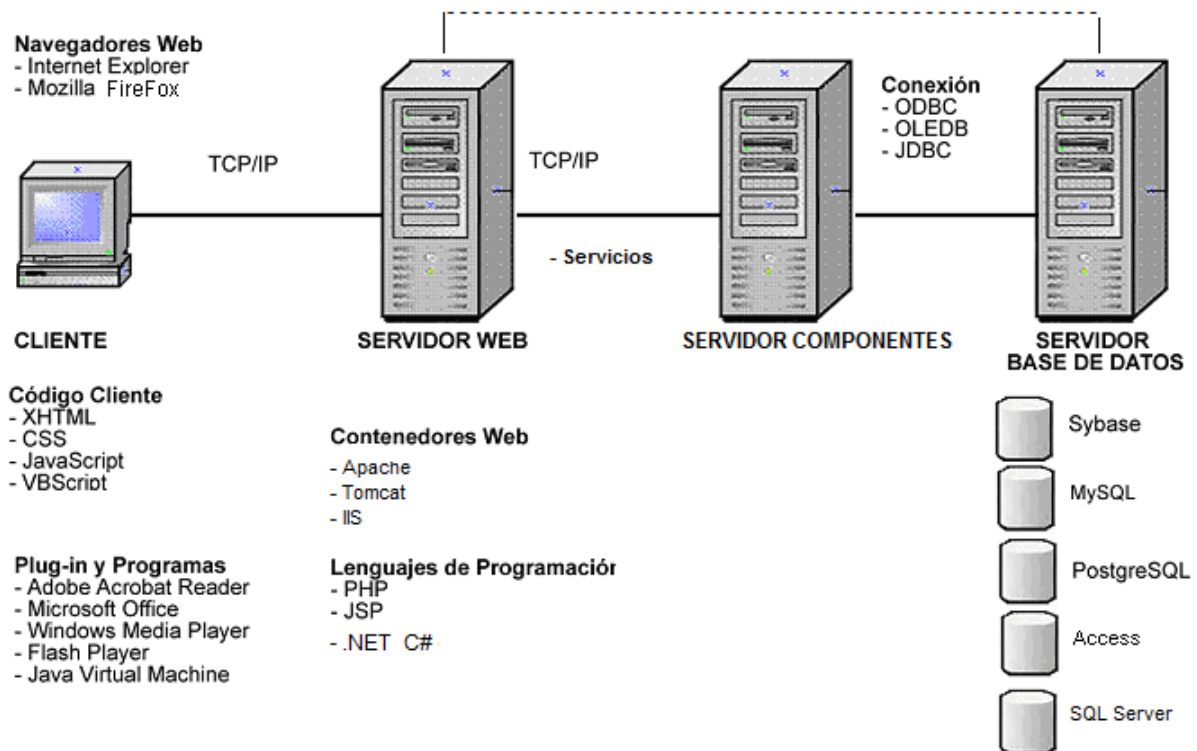 Navegadores Web
- Internet Explorer
- Mozilla FireFox
TCP/IP
TCP/IP
Conexión
- ODBC
- OLEDB
- JDBC
- Servicios
CLIENTE
SERVIDOR WEB
SERVIDOR COMPONENTES
SERVIDOR
BASE DE DATOS
Código Cliente
- XHTML
- CSS
- JavaScript
- VBScript
Plug-in y Programas
- Adobe Acrobat Reader
- Microsoft Office
- Windows Media Player
- Flash Player
- Java Virtual Machine
Contenedores Web
- Apache
- Tomcat
- IIS
Lenguajes de Programación
- PHP
- JSP
- .NET C#
Sybase
MySQL
PostgreSQL
Access
SQL Server